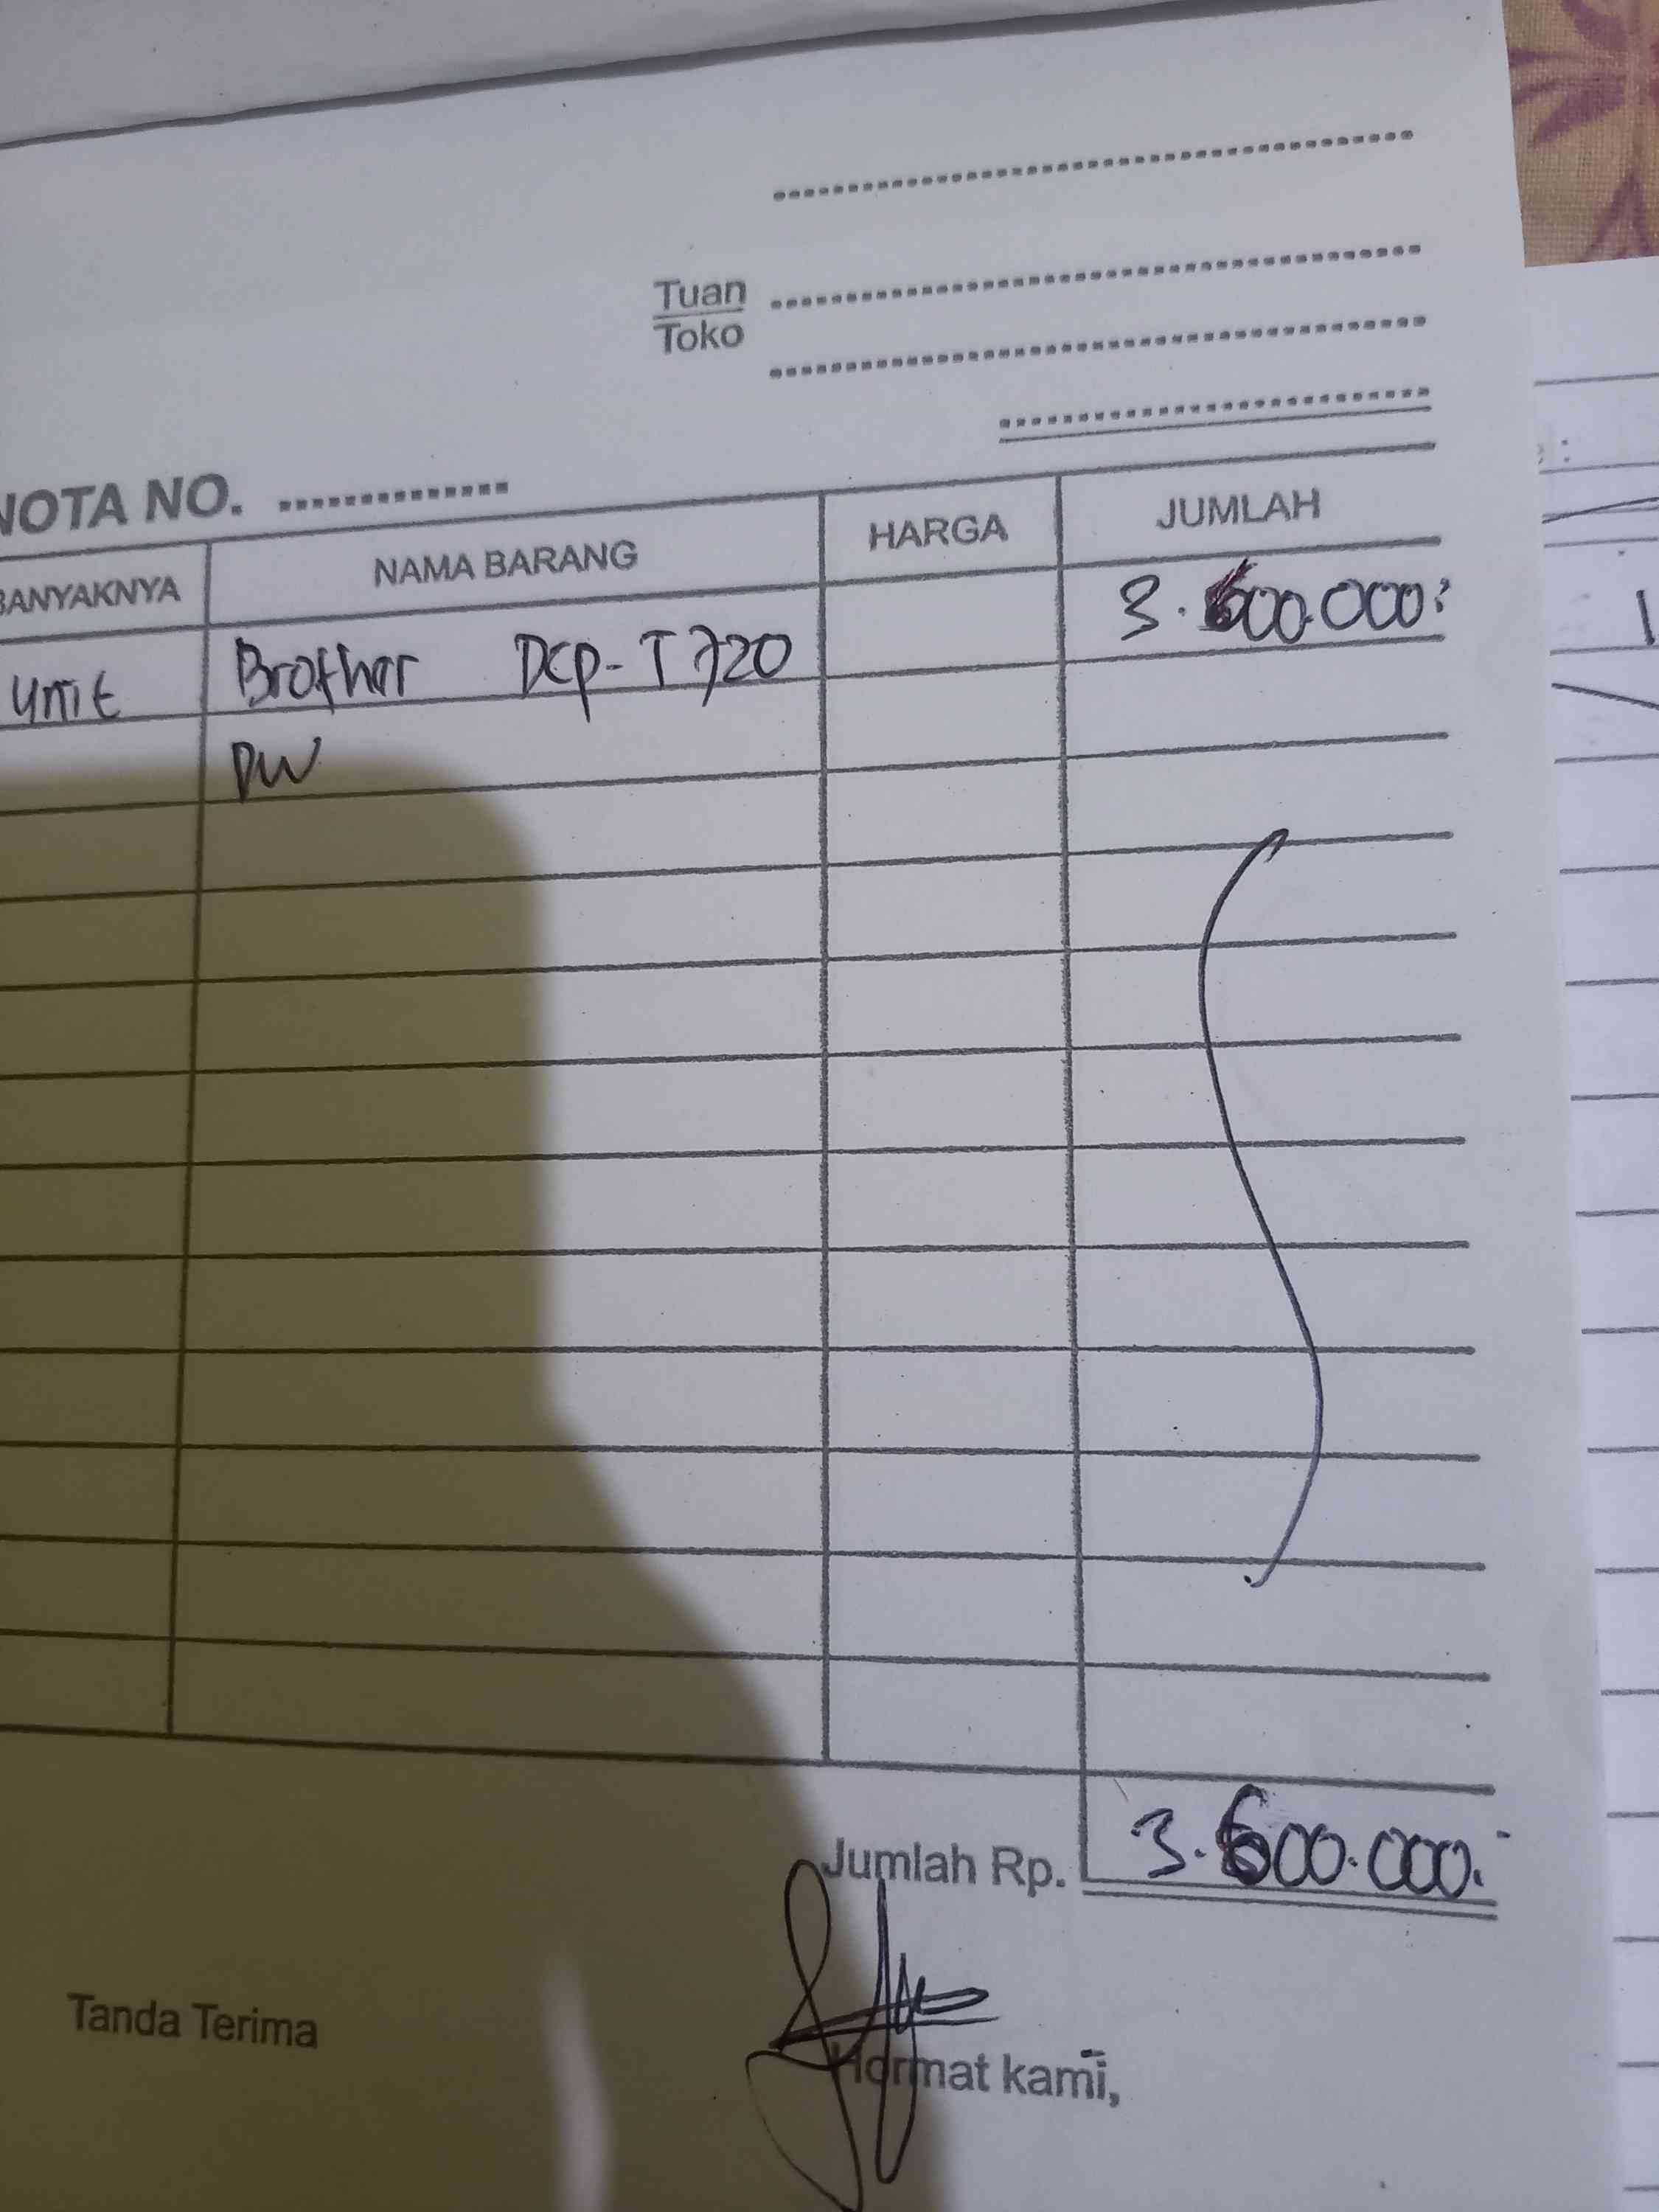 Tuan
Toko
NOTA NO. ..............
BANYAKNYA NAMA BARANG HARGA JUMLAH
unit Brother DCP-T720 3.600.000.-
DW
Jumlah Rp. 3.600.000.-
Tanda Terima
Hormat kami,